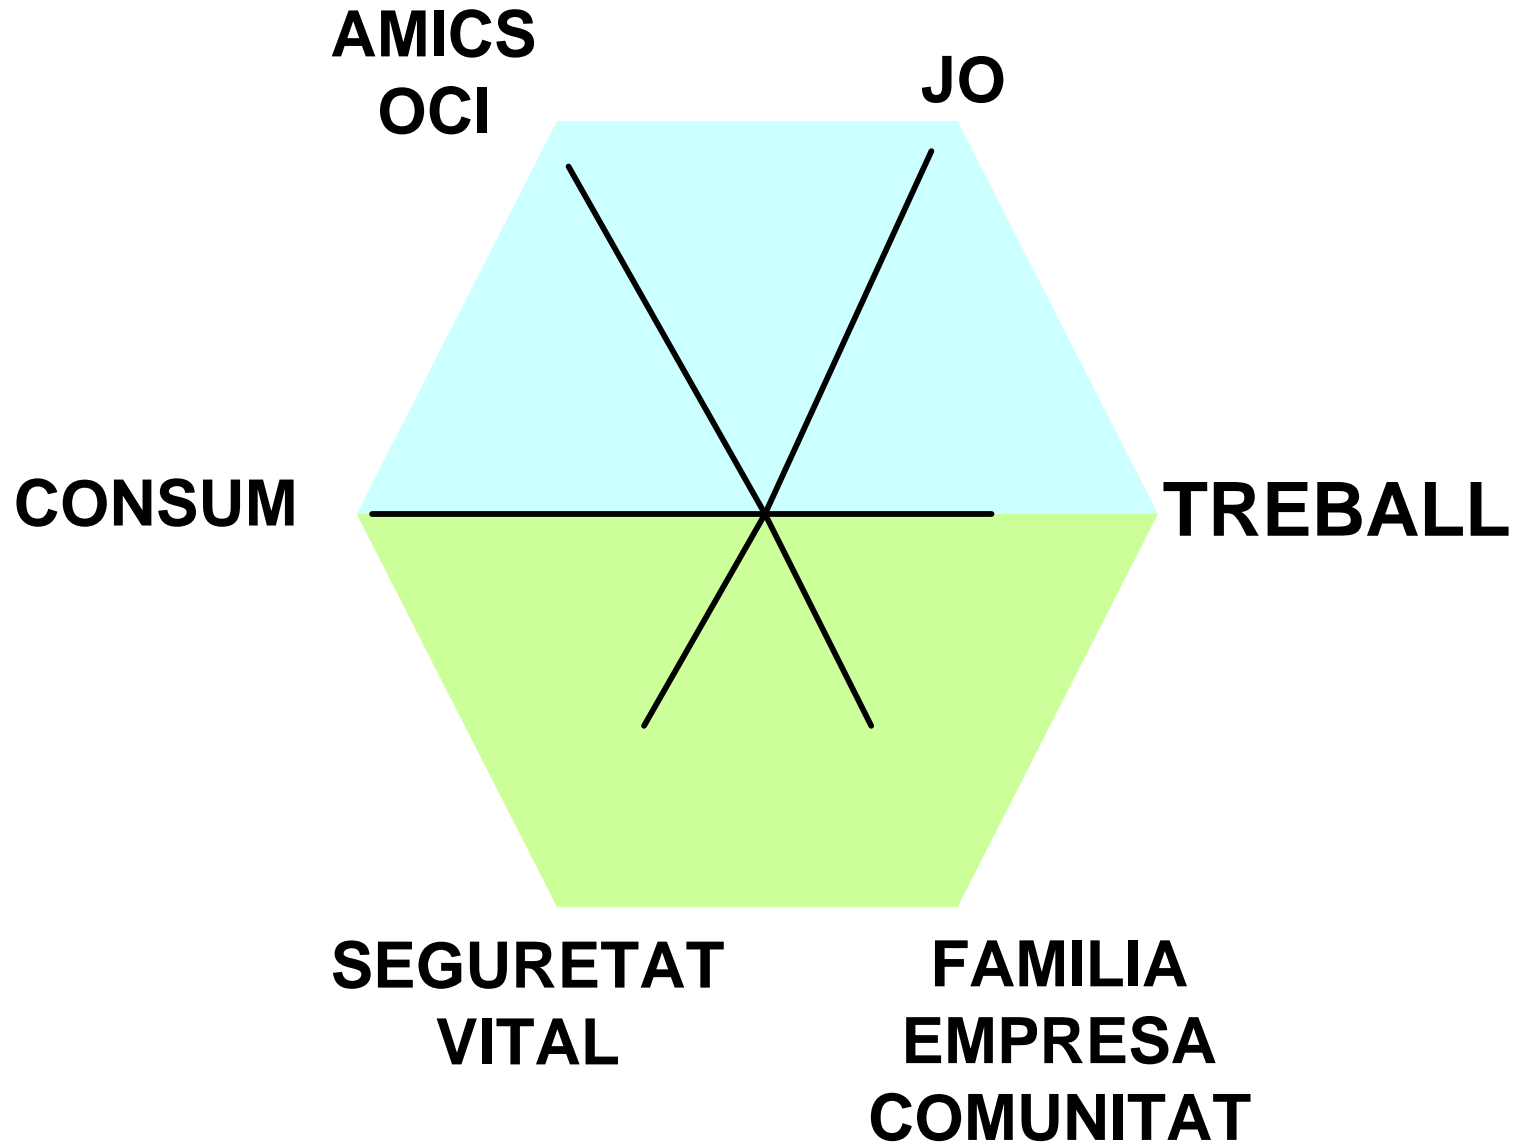 AMICS
OCI
JO
CONSUM
TREBALL
SEGURETAT
VITAL
FAMILIA
EMPRESA
COMUNITAT